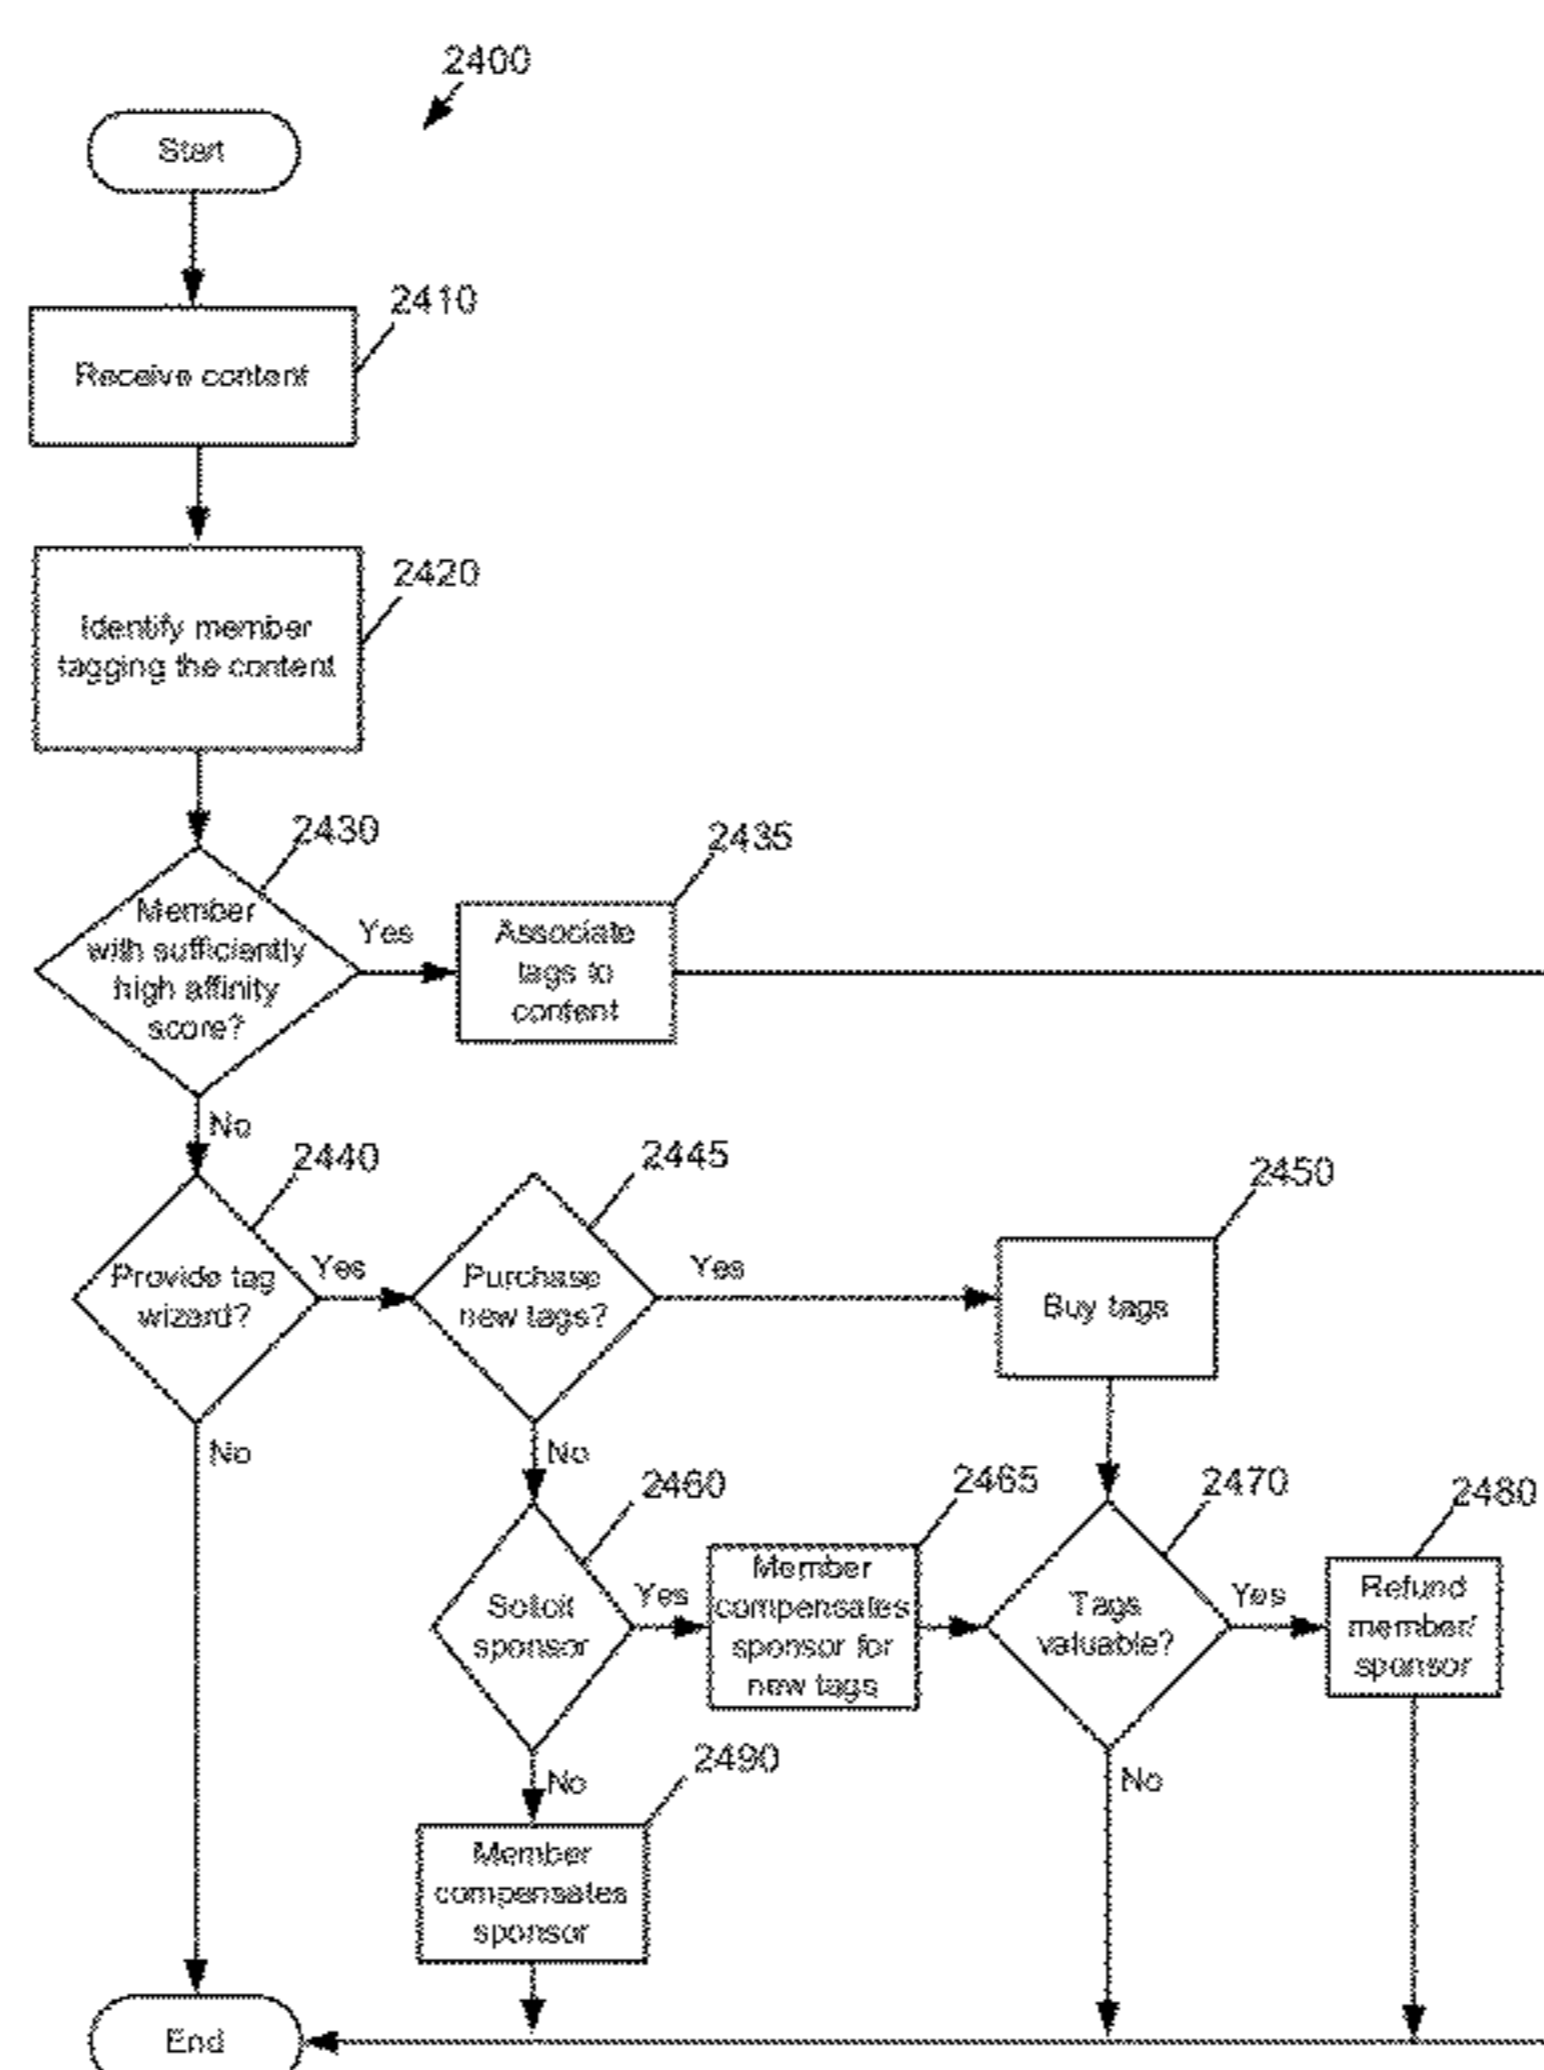 2400
Start
2410
Receive content
2420
Identify member
tagging the content
2430
Member
with sufficiently
high affinity
score?
Yes
2435
Associate
tags to
content
No
2440
Provide tag
wizard?
Yes
2445
Purchase
new tags?
Yes
2450
Buy tags
No
No
2460
Solicit
sponsor
Yes
2465
Member
compensates
sponsor for
new tags
2470
Tags
valuable?
Yes
2480
Refund
member/
sponsor
No
2490
Member
compensates
sponsor
No
End